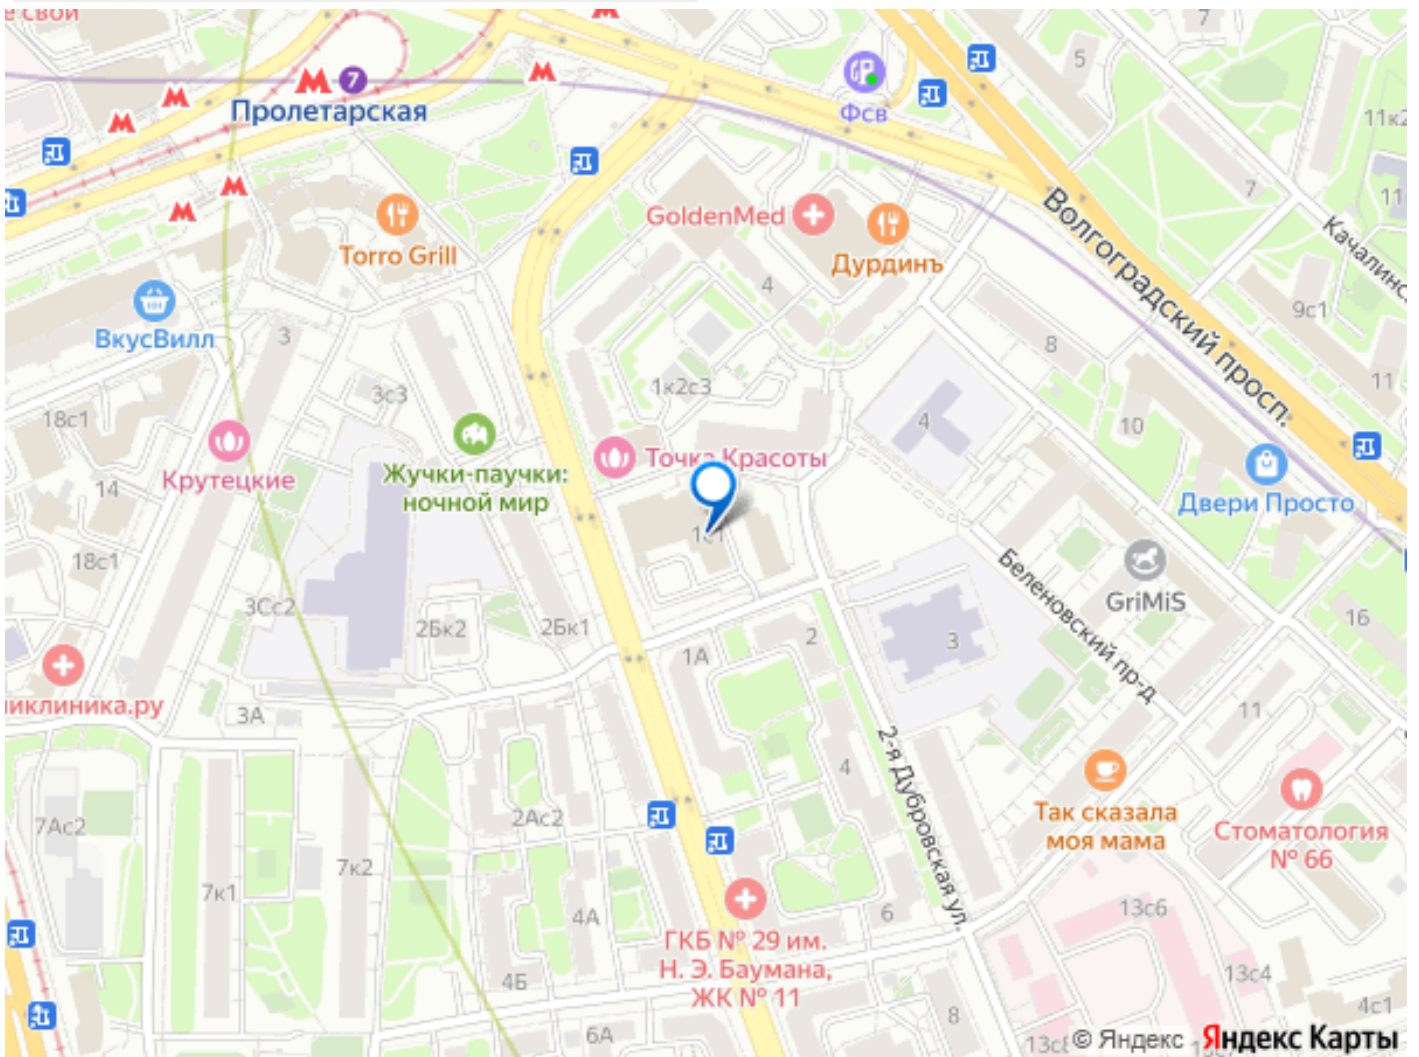 е свои
7
5
7
Пролетарская
Фсв
11к2
7
11
GoldenMed
Torro Grill
Дурдинъ
Волгоградский просп.
Качалинс
4
9с1
ВкусВилл
3
8
3с3
1к2с3
11
18с1
4
10
Крутецкие
Жучки-паучки:
ночной мир
Точка Красоты
14
Двери Просто
18с1
1с1
Беленовский пр-д
GriMiS
3Сс2
2Бк2
2Бк1
2
3
16
1А
иклиника.ру
3А
11
2-я Дубровская ул.
4
Так сказала
моя мама
Стоматология
№ 66
7Ас2
2Ас2
7к2
7к1
4А
6
13с6
ГКБ № 29 им.
Н. Э. Баумана,
ЖК № 11
4Б
13с4
4с1
6А
8
© Яндекс
Яндекс Карты